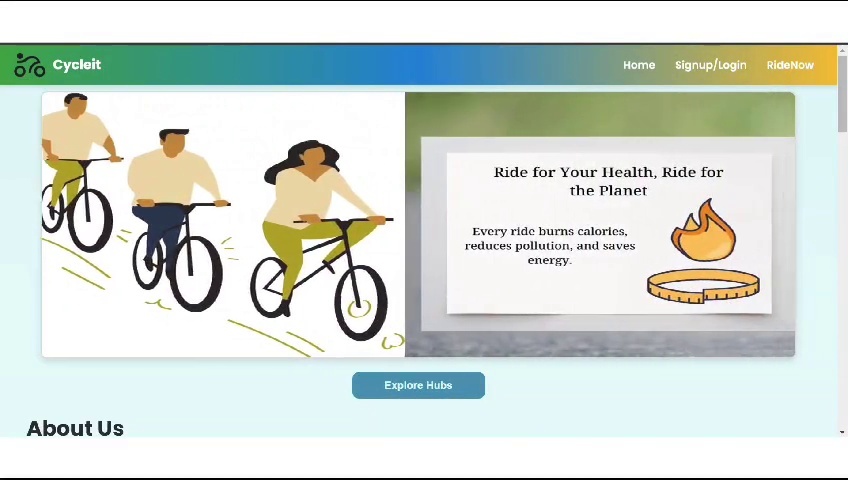 Cycleit
Home Signup/Login RideNow
Ride for Your Health, Ride for
the Planet
Every ride burns calories,
reduces pollution, and saves
energy.
Explore Hubs
About Us